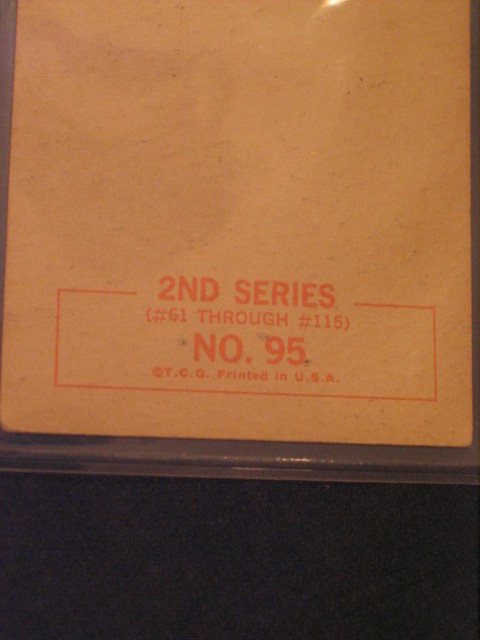 2ND SERIES
(#61 THROUGH #115)
NO. 95
©T.C.G. Printed in U.S.A.